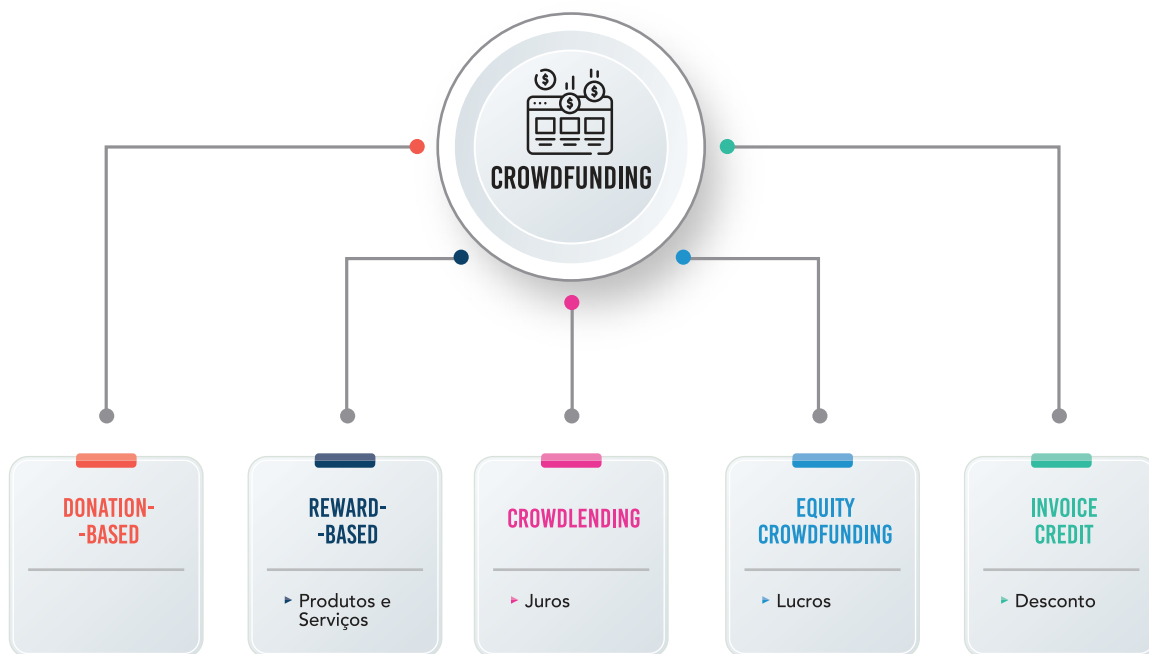 CROWDFUNDING
DONATION-
-BASED
REWARD-
-BASED
▸ Produtos e
Serviços
CROWDLENDING
▸ Juros
EQUITY
CROWDFUNDING
▸ Lucros
INVOICE
CREDIT
▸ Desconto